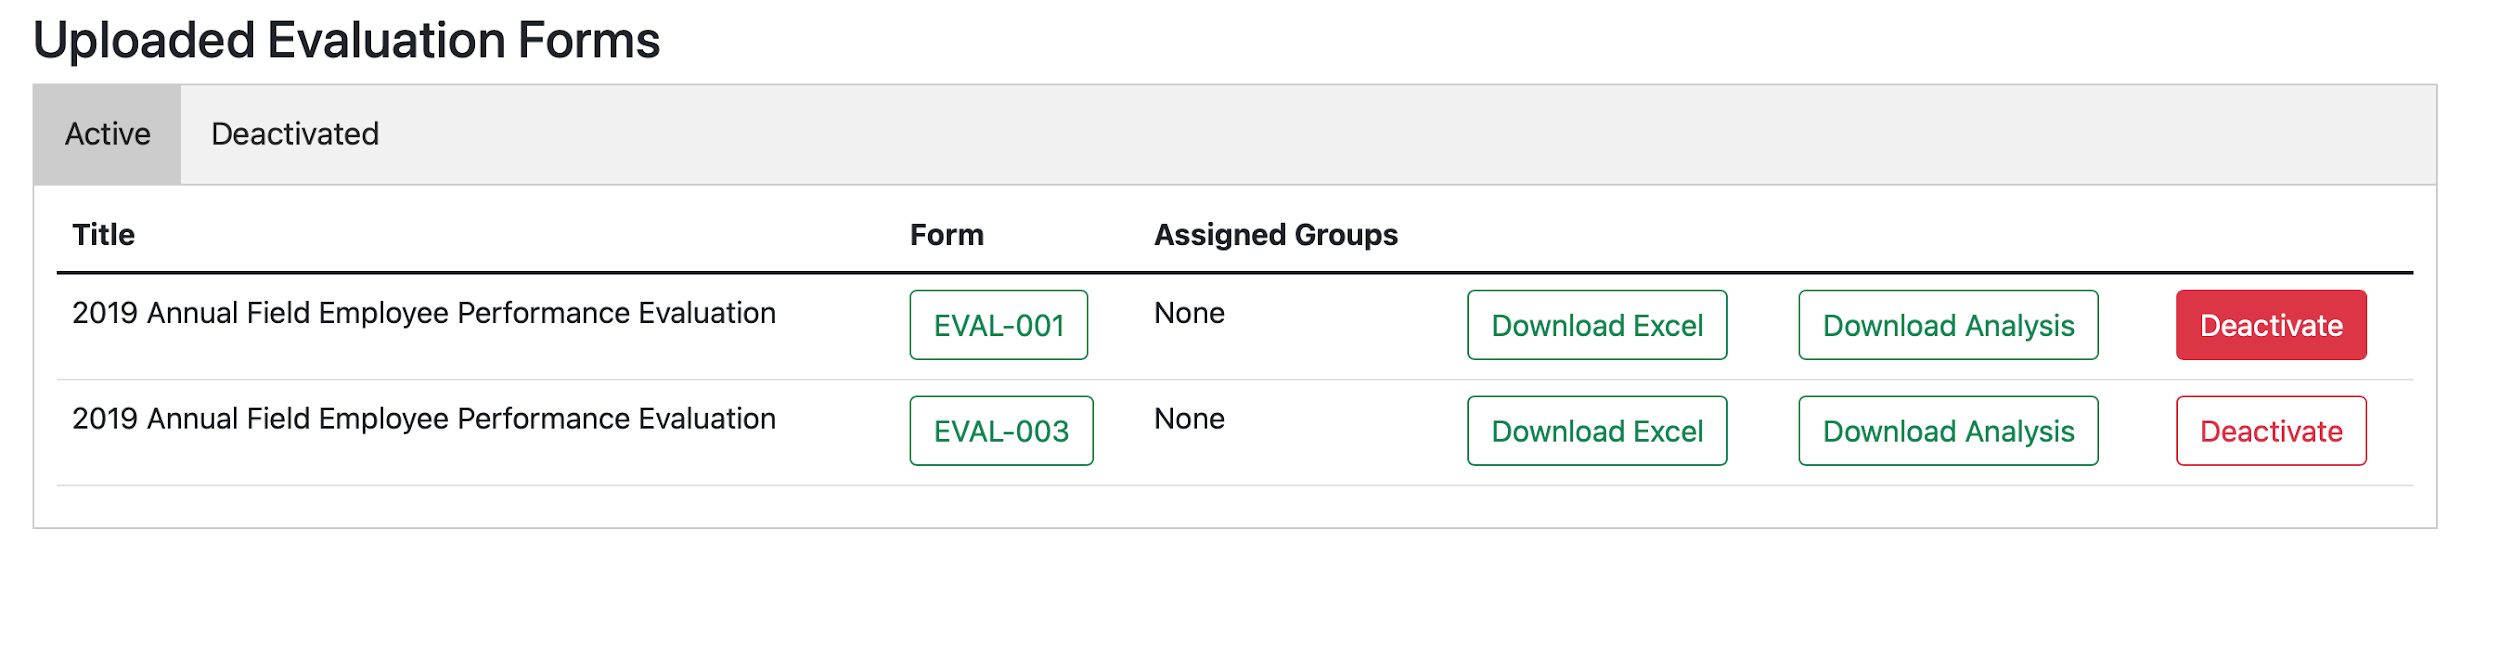 Uploaded Evaluation Forms
Active Deactivated
Title Form Assigned Groups
2019 Annual Field Employee Performance Evaluation EVAL-001 None Download Excel Download Analysis Deactivate
2019 Annual Field Employee Performance Evaluation EVAL-003 None Download Excel Download Analysis Deactivate